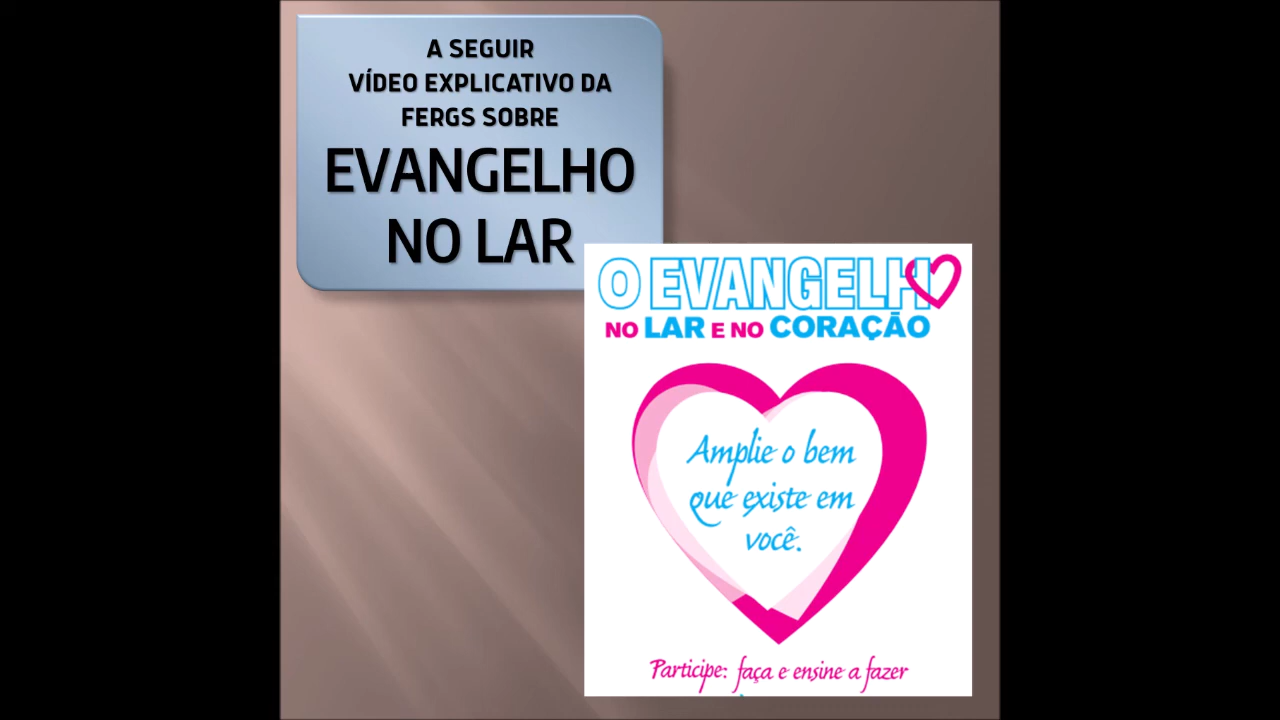 A SEGUIR
VÍDEO EXPLICATIVO DA
FERGS SOBRE
EVANGELHO
NO LAR
O EVANGELHO
NO LAR E NO CORAÇÃO
Amplie o bem
que existe em
você.
Participe: faça e ensine a fazer